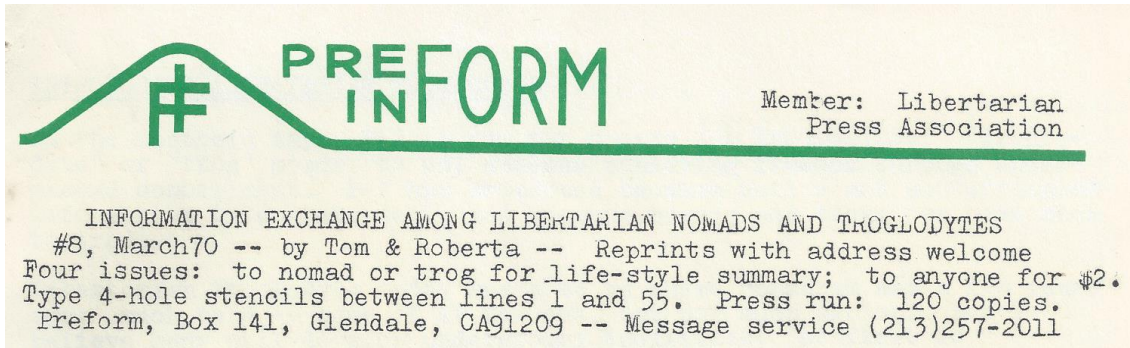 PRE FORM
IN
Member: Libertarian
Press Association
INFORMATION EXCHANGE AMONG LIBERTARIAN NOMADS AND TROGLODYTES
#8, March70 -- by Tom & Roberta -- Reprints with address welcome
Four issues: to nomad or trog for life-style summary; to anyone for $2.
Type 4-hole stencils between lines 1 and 55. Press run: 120 copies.
Preform, Box 141, Glendale, CA91209 -- Message service (213)257-2011